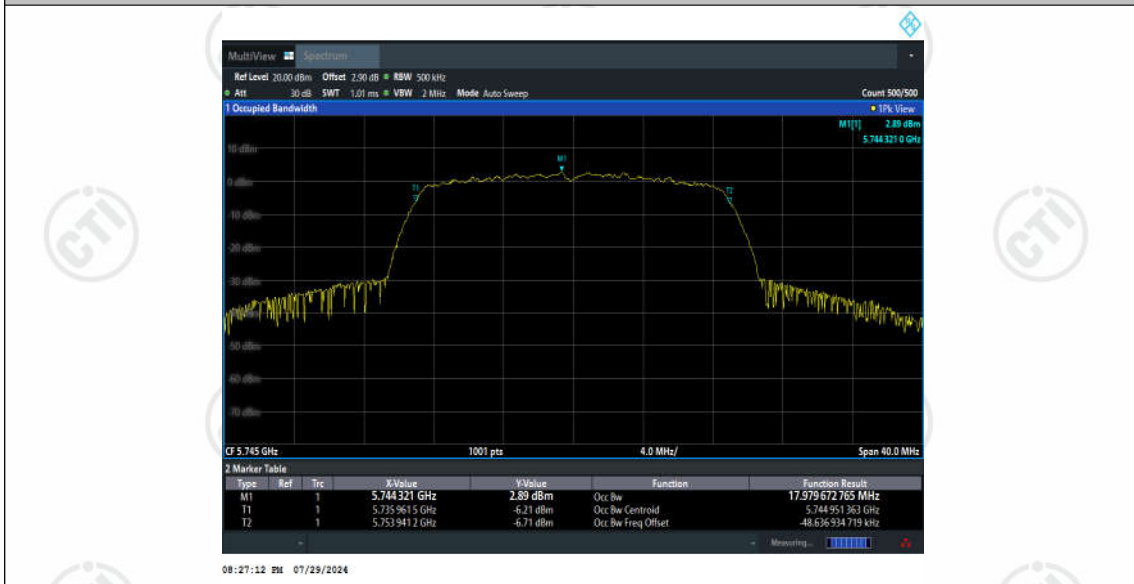 MultiView Spectrum
Ref Level 20.00 dBm Offset 2.90 dB RBW 500 kHz
Att 30 dB SWT 1.01 ms VBW 2 MHz Mode Auto Sweep Count 500/500
1 Occupied Bandwidth 1Pk View
M1[1] 2.89 dBm
5.744 321 0 GHz
10 dBm
M1
0 dBm
T1
T2
-10 dBm
-20 dBm
-30 dBm
-40 dBm
-50 dBm
-60 dBm
-70 dBm
CF 5.745 GHz 1001 pts 4.0 MHz/ Span 40.0 MHz
2 Marker Table
Type Ref Trc X-Value Y-Value Function Function Result
M1 1 5.744 321 GHz 2.89 dBm Occ Bw 17.979 672 765 MHz
T1 1 5.735 961 5 GHz -6.21 dBm Occ Bw Centroid 5.744 951 363 GHz
T2 1 5.753 941 2 GHz -6.71 dBm Occ Bw Freq Offset -48.636 934 719 kHz
Measuring...
08:27:12 PM 07/29/2024
CTI
CTI